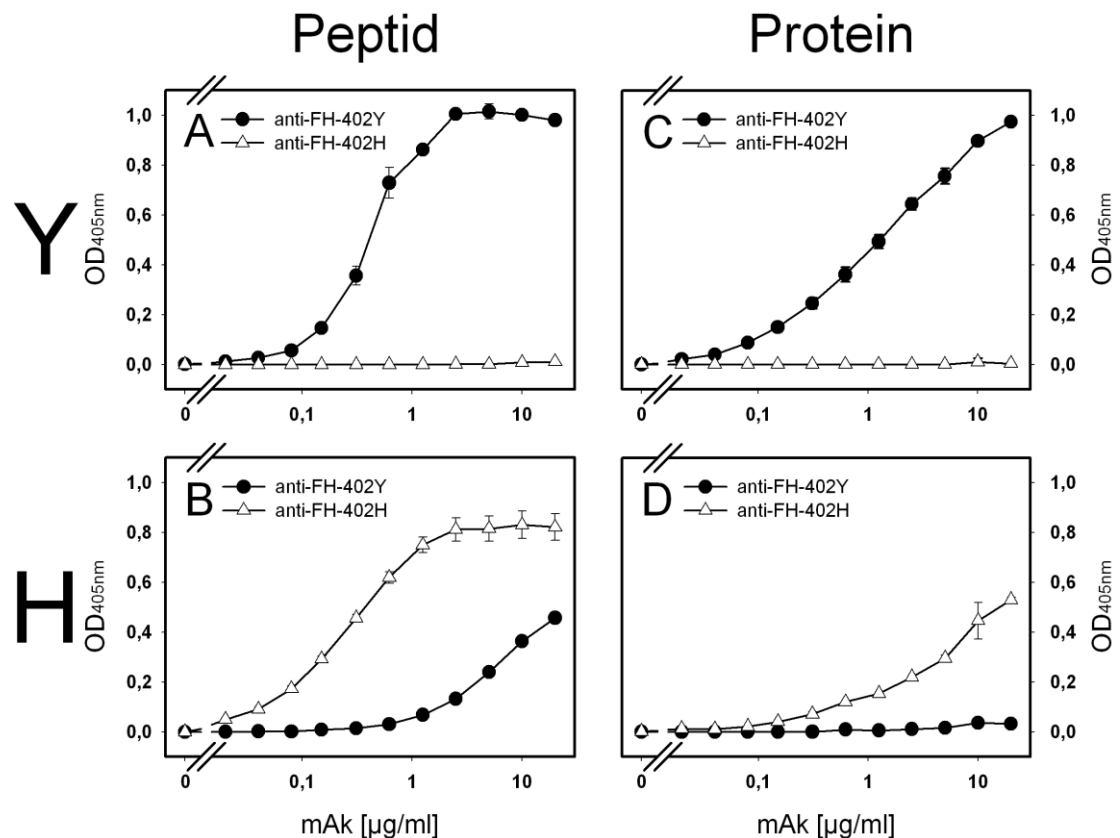 Peptid
Protein
Y
A
anti-FH-402Y
anti-FH-402H
OD405nm
1,0
0,8
0,6
0,4
0,2
0,0
0
0,1
1
10
C
anti-FH-402Y
anti-FH-402H
1,0
0,8
0,6
0,4
0,2
0,0
OD405nm
0
0,1
1
10
H
B
anti-FH-402Y
anti-FH-402H
OD405nm
1,0
0,8
0,6
0,4
0,2
0,0
0
0,1
1
10
mAk [µg/ml]
D
anti-FH-402Y
anti-FH-402H
1,0
0,8
0,6
0,4
0,2
0,0
OD405nm
0
0,1
1
10
mAk [µg/ml]